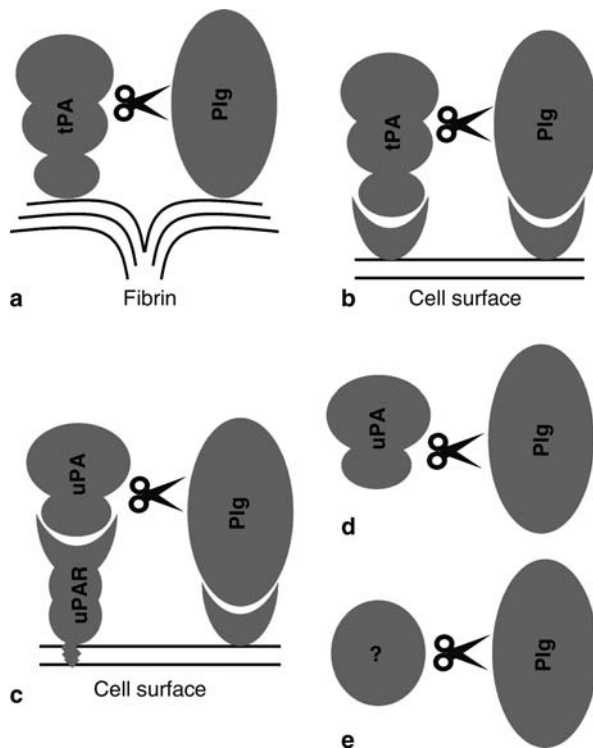 tPA
Plg
a
Fibrin
tPA
Plg
b
Cell surface
uPA
uPAR
Plg
c
Cell surface
uPA
Plg
d
?
Plg
e